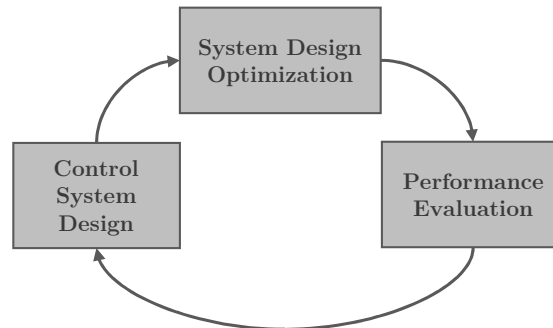 System Design
Optimization
Control
System
Design
Performance
Evaluation